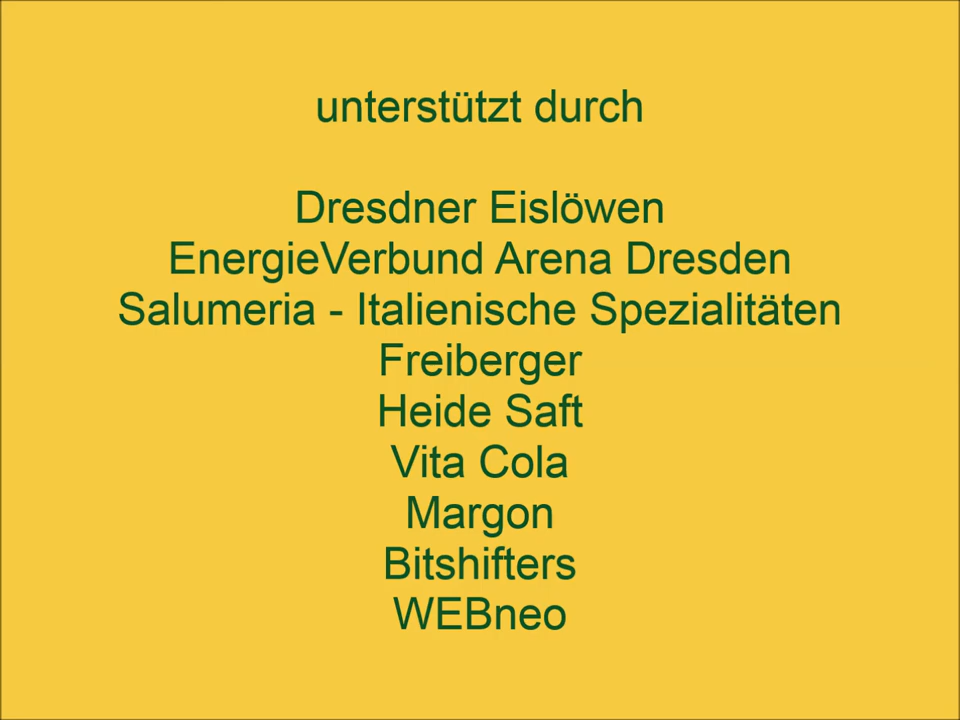 unterstützt durch
Dresdner Eislöwen
EnergieVerbund Arena Dresden
Salumeria - Italienische Spezialitäten
Freiberger
Heide Saft
Vita Cola
Margon
Bitshifters
WEBneo